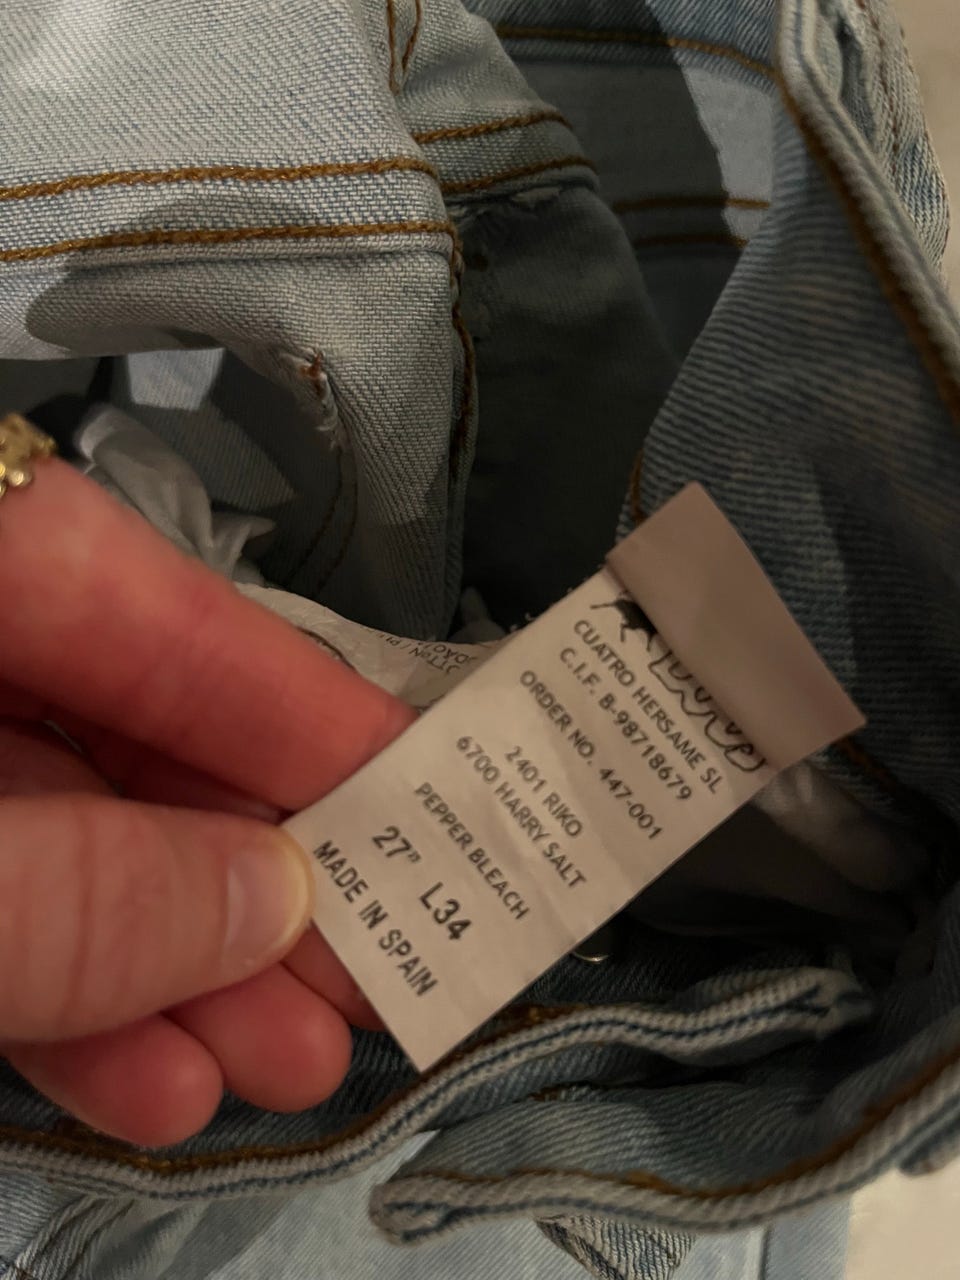 CUATRO HERSAME SL
C.I.F. B-98718679
ORDER NO. 447-001
2401 RIKO
6700 HARRY SALT
PEPPER BLEACH
27” L34
MADE IN SPAIN